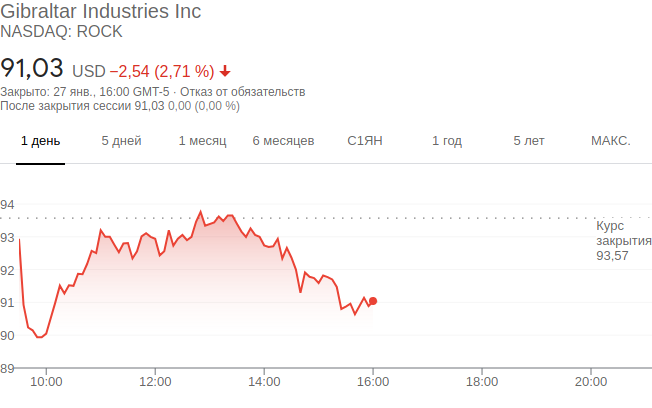 Gibraltar Industries Inc
NASDAQ: ROCK
91,03 USD −2,54 (2,71 %)
Закрыто: 27 янв., 16:00 GMT-5 · Отказ от обязательств
После закрытия сессии 91,03 0,00 (0,00 %)
1 день 5 дней 1 месяц 6 месяцев С1ЯН 1 год 5 лет МАКС.
94
Курс
93
закрытия
93,57
92
91
90
89
10:00 12:00 14:00 16:00 18:00 20:00